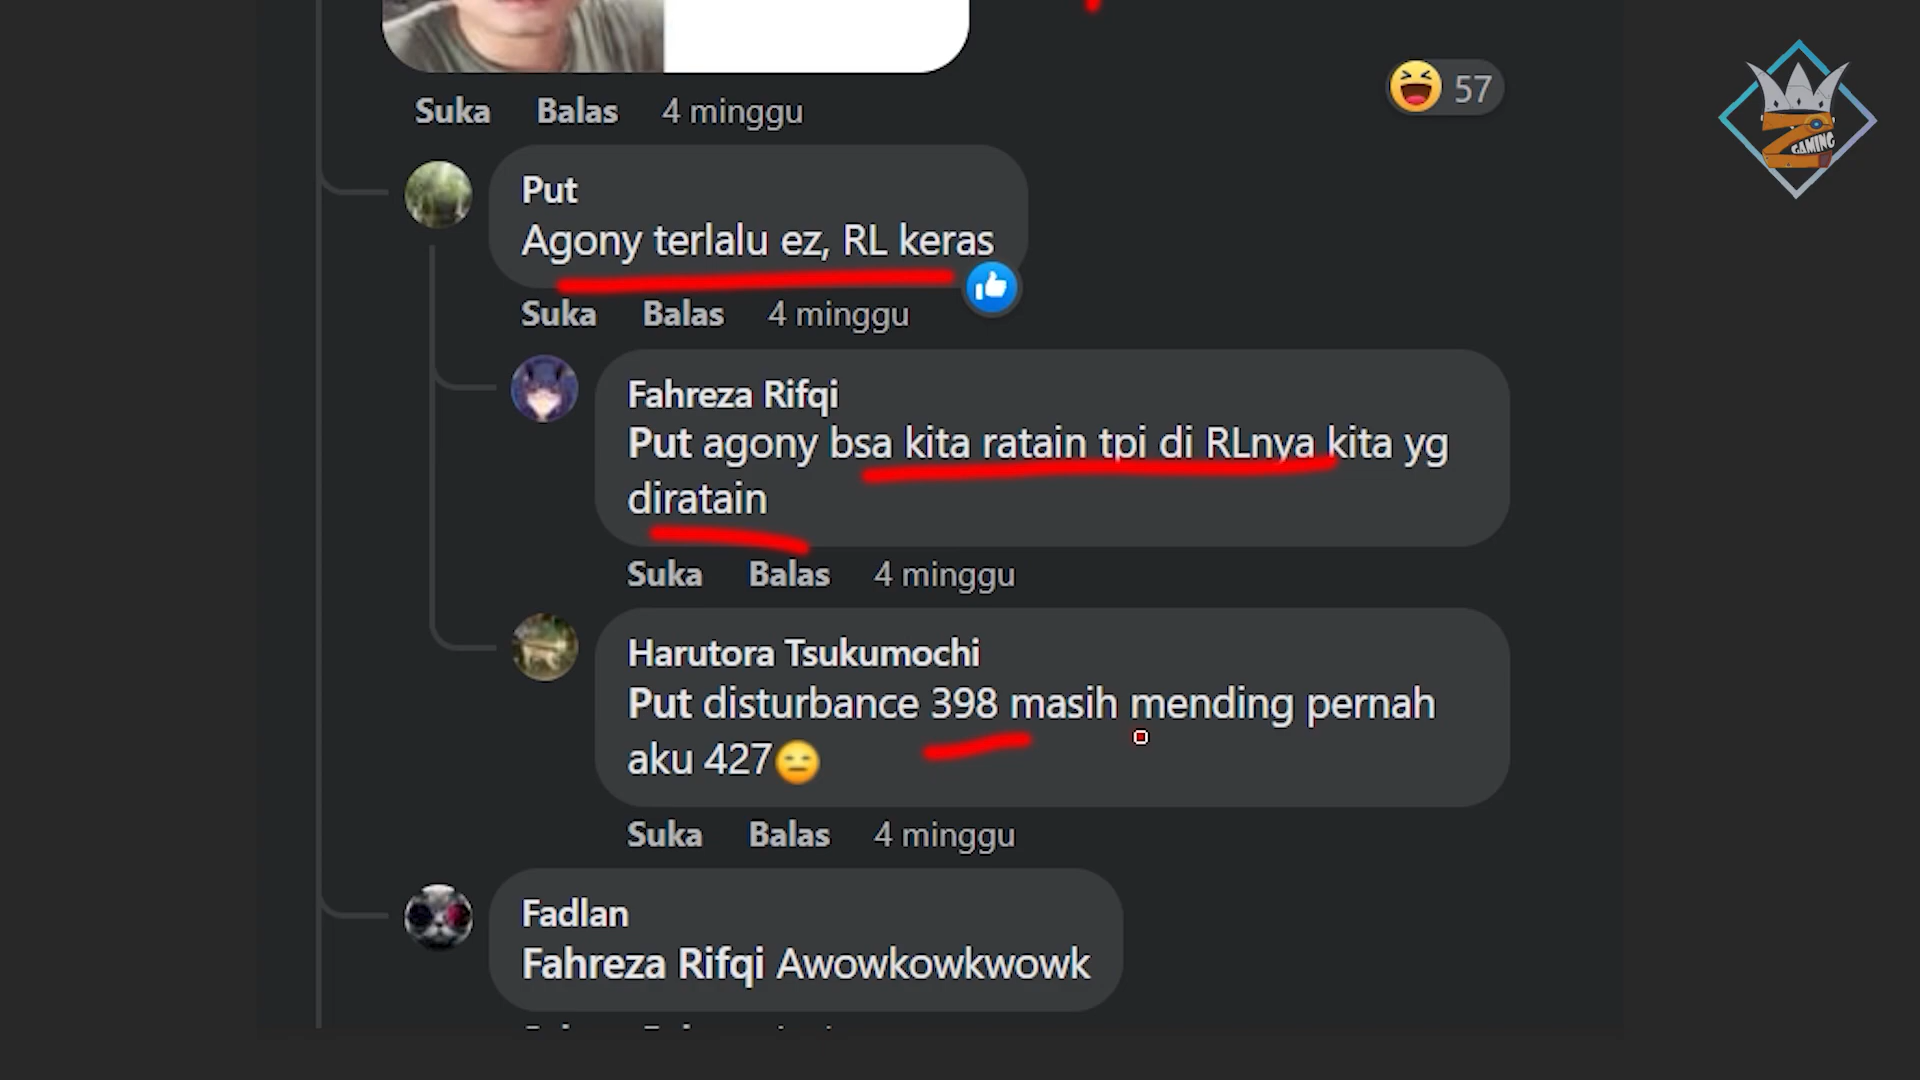 57
GAMING
Suka Balas 4 minggu
Put
Agony terlalu ez, RL keras
Suka Balas 4 minggu
Fahreza Rifqi
Put agony bsa kita ratain tpi di RLnya kita yg
diratain
Suka Balas 4 minggu
Harutora Tsukumochi
Put disturbance 398 masih mending pernah
aku 427😑
Suka Balas 4 minggu
Fadlan
Fahreza Rifqi Awowkowkwowk